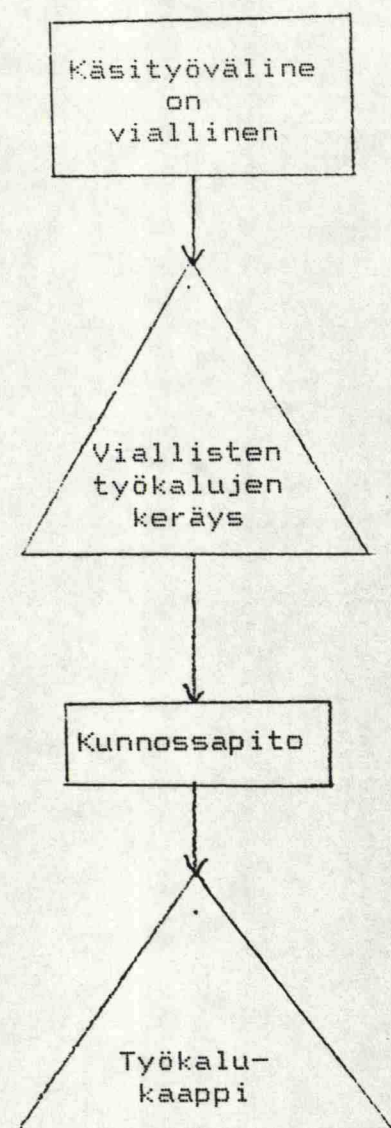 Käsityöväline
on
viallinen
Viallisten
työkalujen
keräys
Kunnossapito
Työkalu-
kaappi